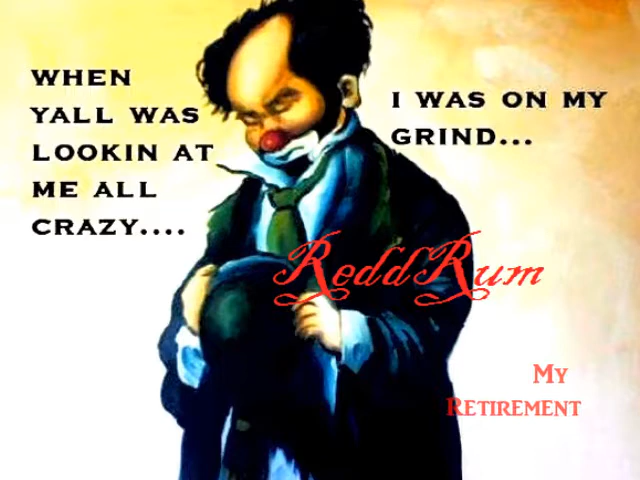 WHEN
YALL WAS
LOOKIN AT
ME ALL
CRAZY....
I WAS ON MY
GRIND...
ReddRum
My
Retirement